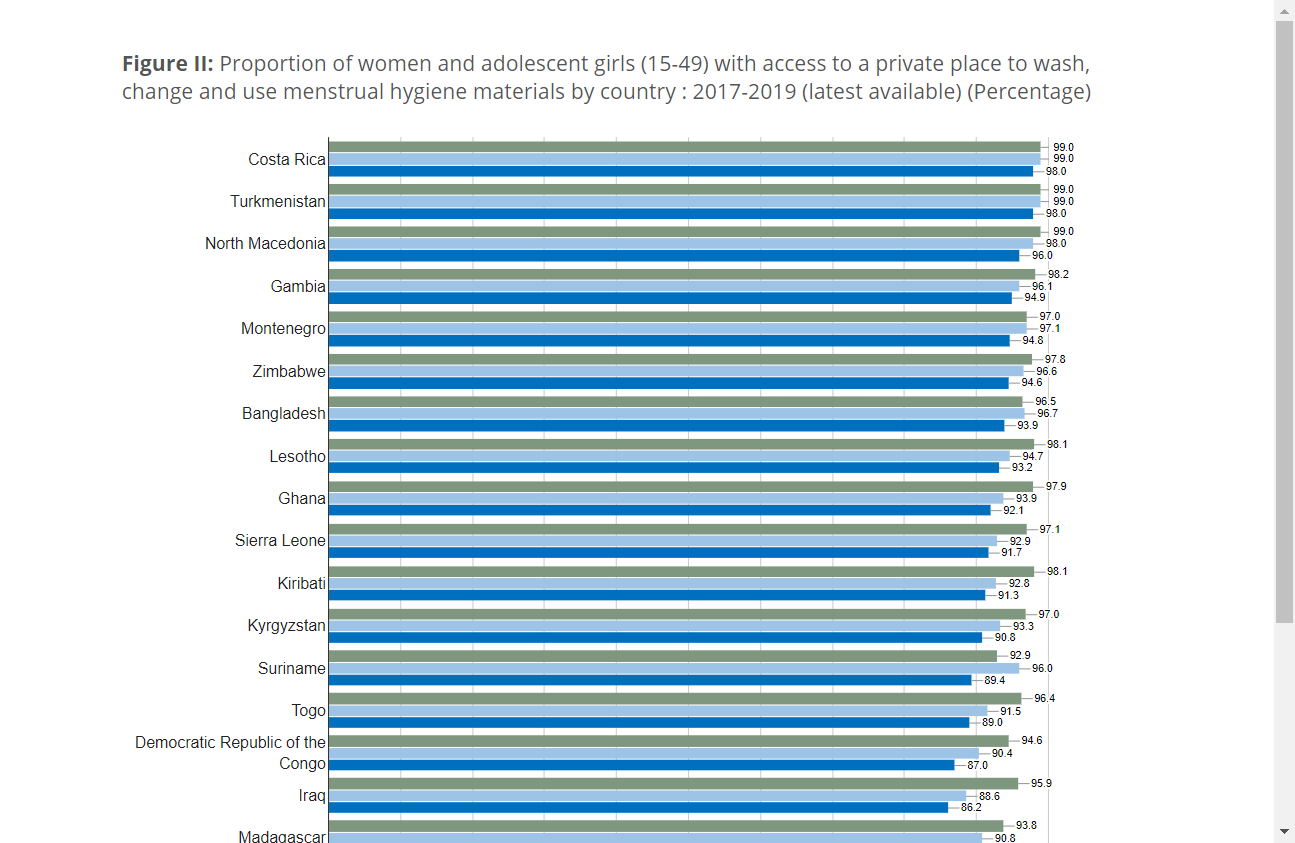 Figure II: Proportion of women and adolescent girls (15-49) with access to a private place to wash,
change and use menstrual hygiene materials by country : 2017-2019 (latest available) (Percentage)
Costa Rica
99.0
99.0
98.0
Turkmenistan
99.0
99.0
98.0
North Macedonia
99.0
98.0
96.0
Gambia
98.2
96.1
94.9
Montenegro
97.0
97.1
94.8
Zimbabwe
97.8
96.6
94.6
Bangladesh
96.5
96.7
93.9
Lesotho
98.1
94.7
93.2
Ghana
97.9
93.9
92.1
Sierra Leone
97.1
92.9
91.7
Kiribati
98.1
92.8
91.3
Kyrgyzstan
97.0
93.3
90.8
Suriname
92.9
96.0
89.4
Togo
96.4
91.5
89.0
Democratic Republic of the
Congo
94.6
90.4
87.0
Iraq
95.9
88.6
86.2
Madagascar
93.8
90.8